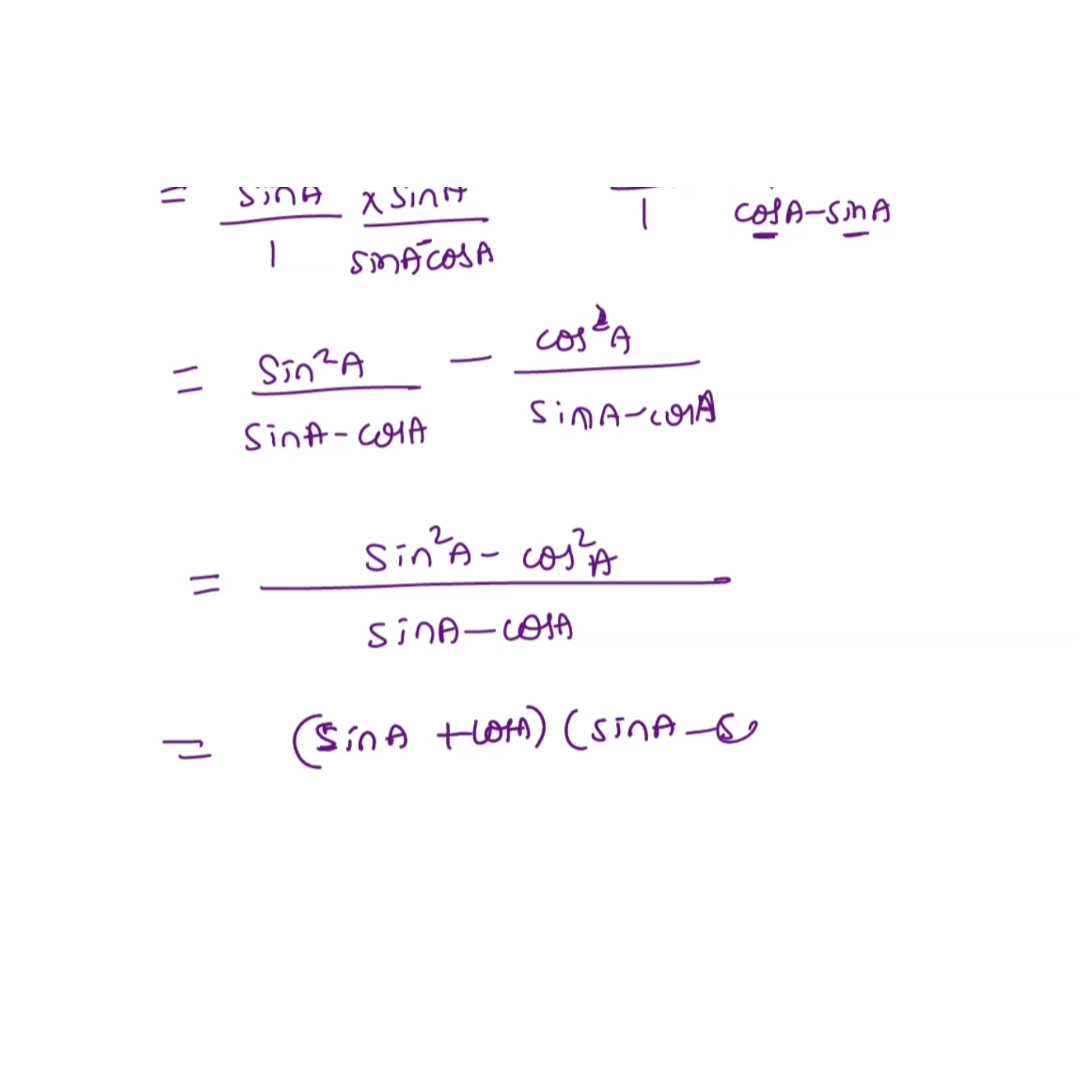 = sinA/1 x sinA/sinA-cosA   /1 cosA-sinA
= Sin²A/SinA-cosA - cos²A/sinA-cosA
= Sin²A - cos²A/sinA-cosA
= (SinA +cosA) (sinA-